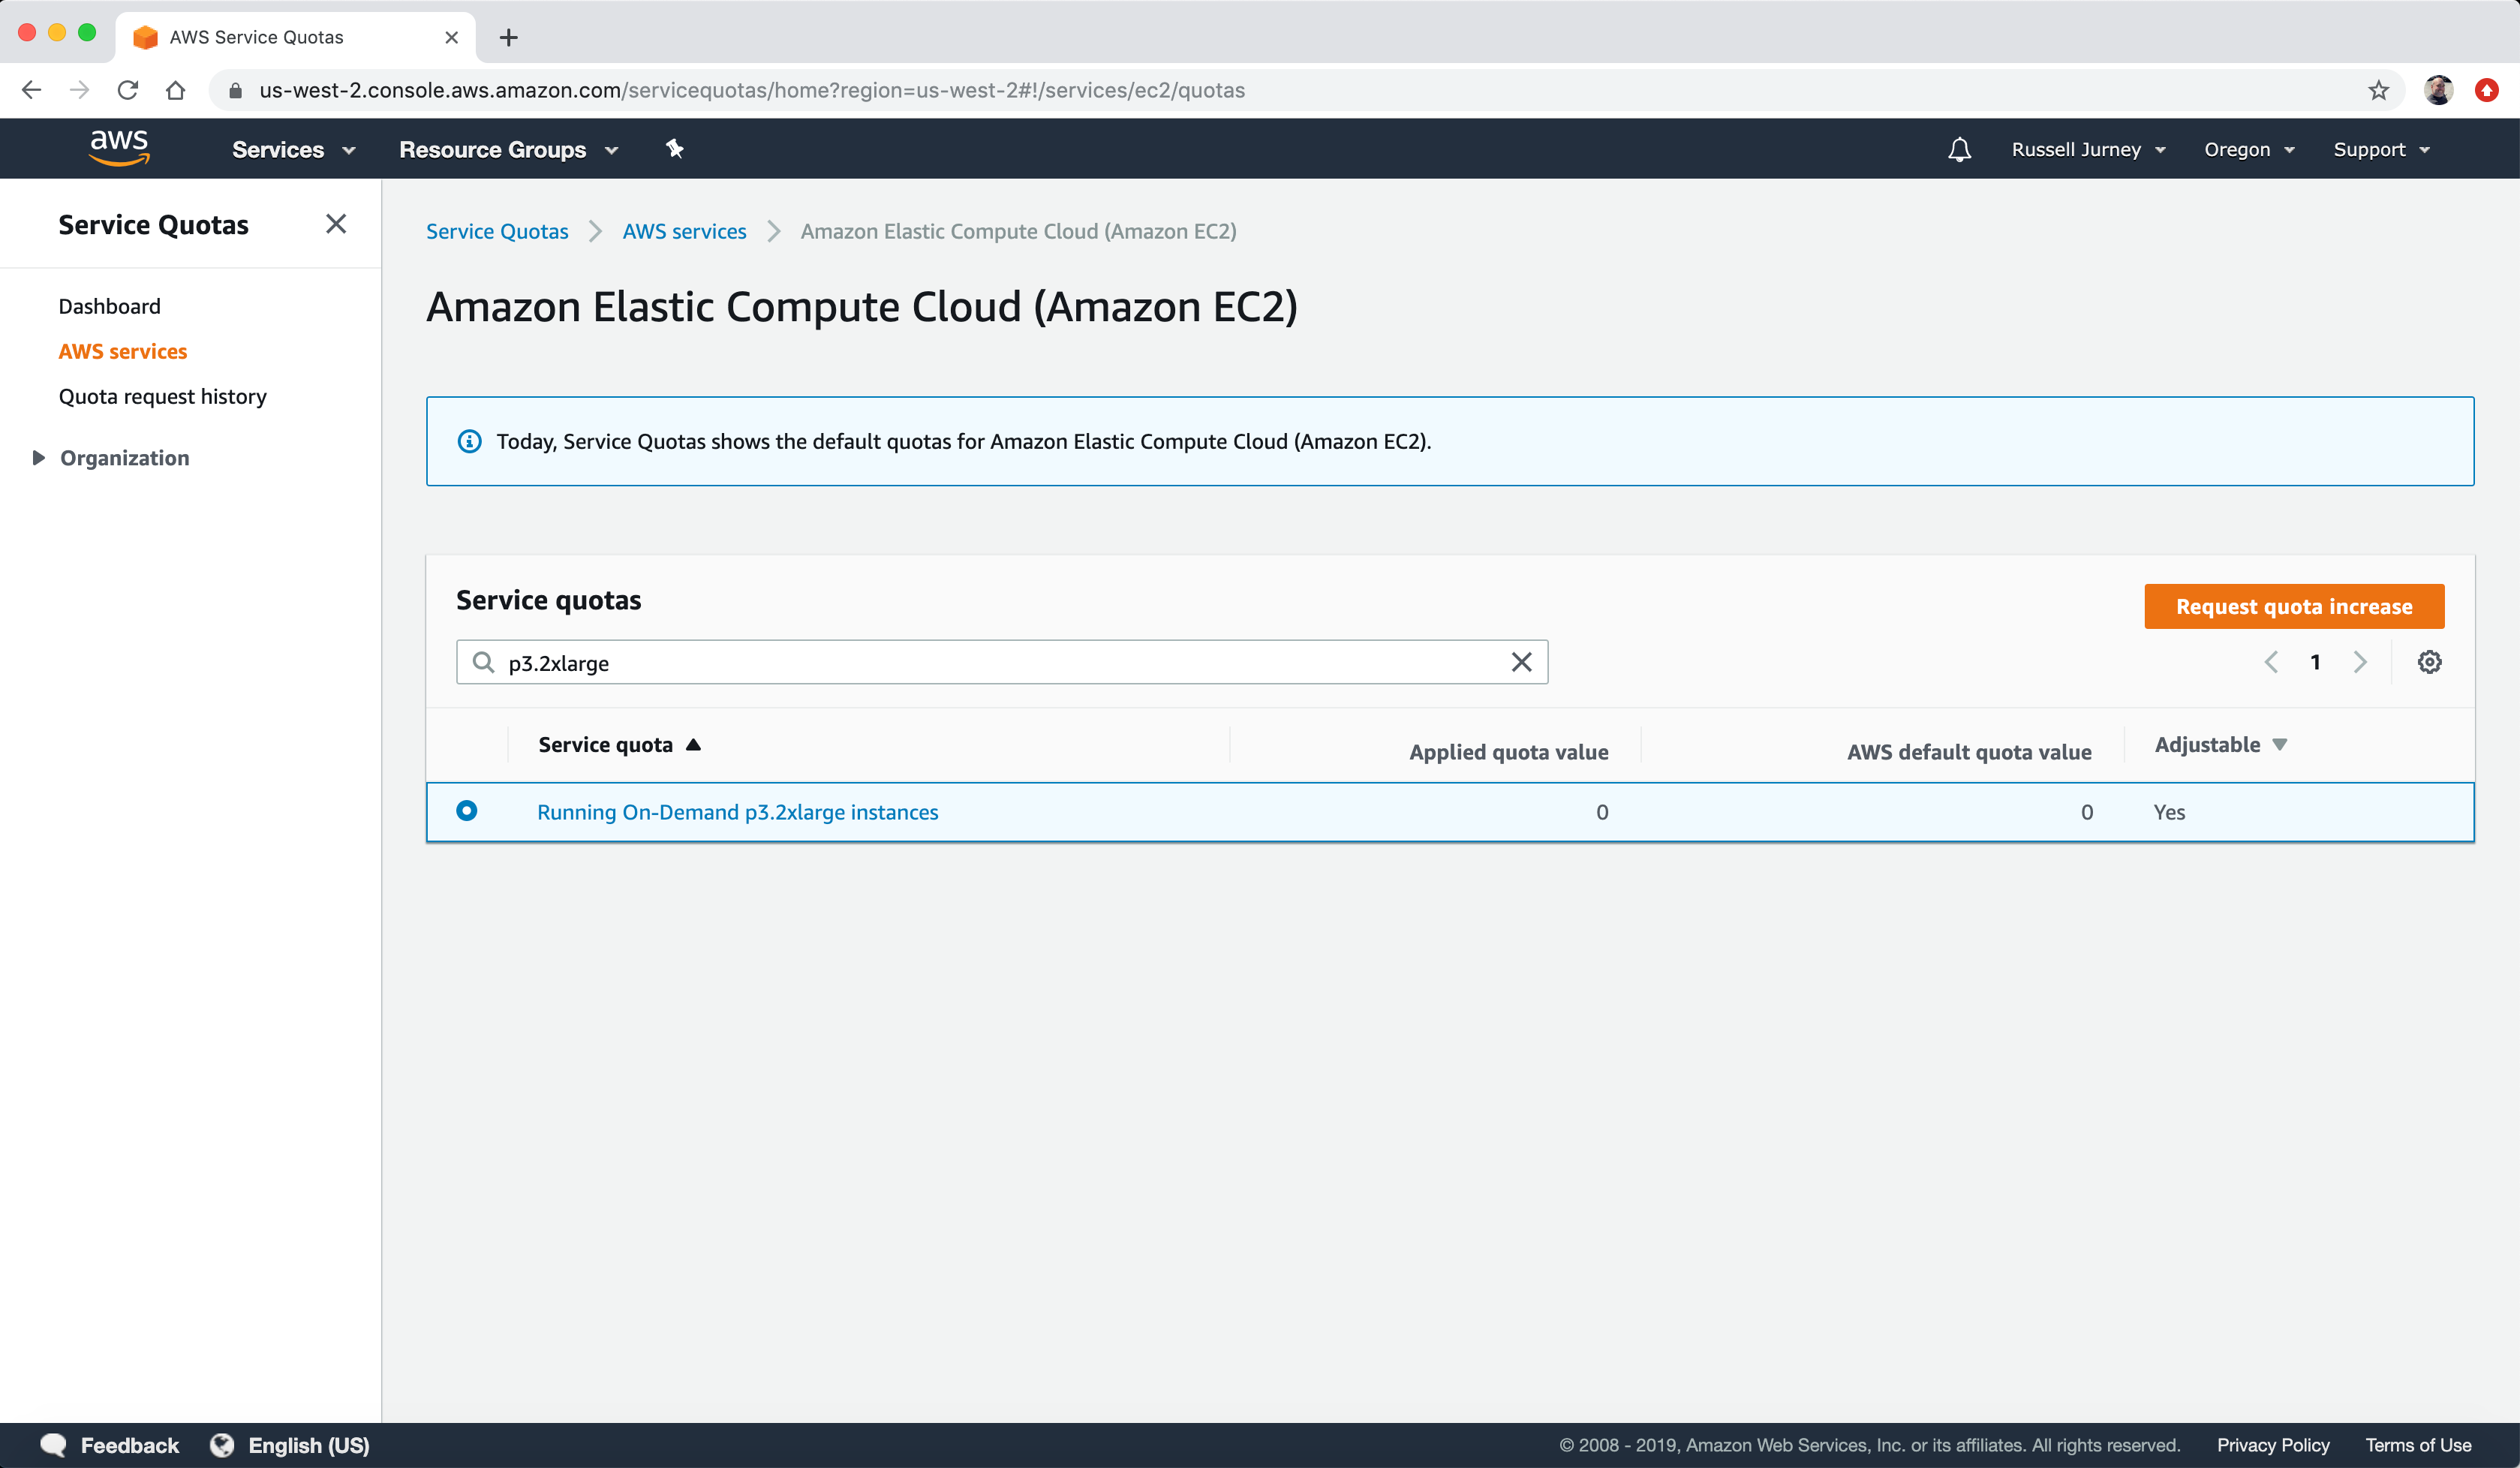 AWS Service Quotas
us-west-2.console.aws.amazon.com/servicequotas/home?region=us-west-2#!/services/ec2/quotas
aws Services Resource Groups Russell Jurney Oregon Support
Service Quotas
Dashboard
AWS services
Quota request history
Organization
Service Quotas AWS services Amazon Elastic Compute Cloud (Amazon EC2)
Amazon Elastic Compute Cloud (Amazon EC2)
Today, Service Quotas shows the default quotas for Amazon Elastic Compute Cloud (Amazon EC2).
Service quotas
Request quota increase
p3.2xlarge
1
Service quota Applied quota value AWS default quota value Adjustable
Running On-Demand p3.2xlarge instances 0 0 Yes
Feedback English (US) © 2008 - 2019, Amazon Web Services, Inc. or its affiliates. All rights reserved. Privacy Policy Terms of Use